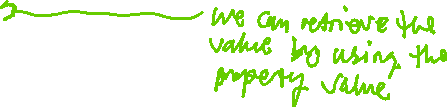 we can retrieve the
value by using the
property value